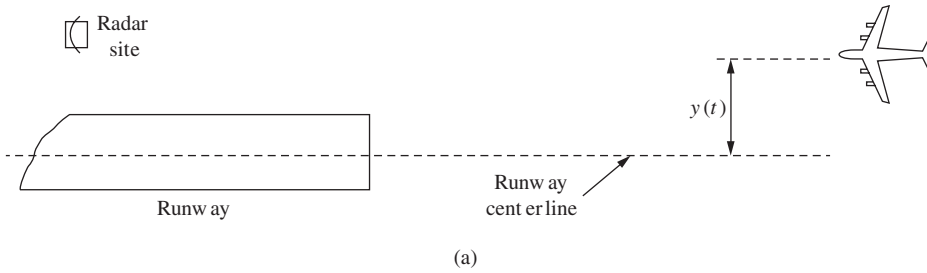 Radar
site
y(t)
Runway
Runway
centerline
(a)